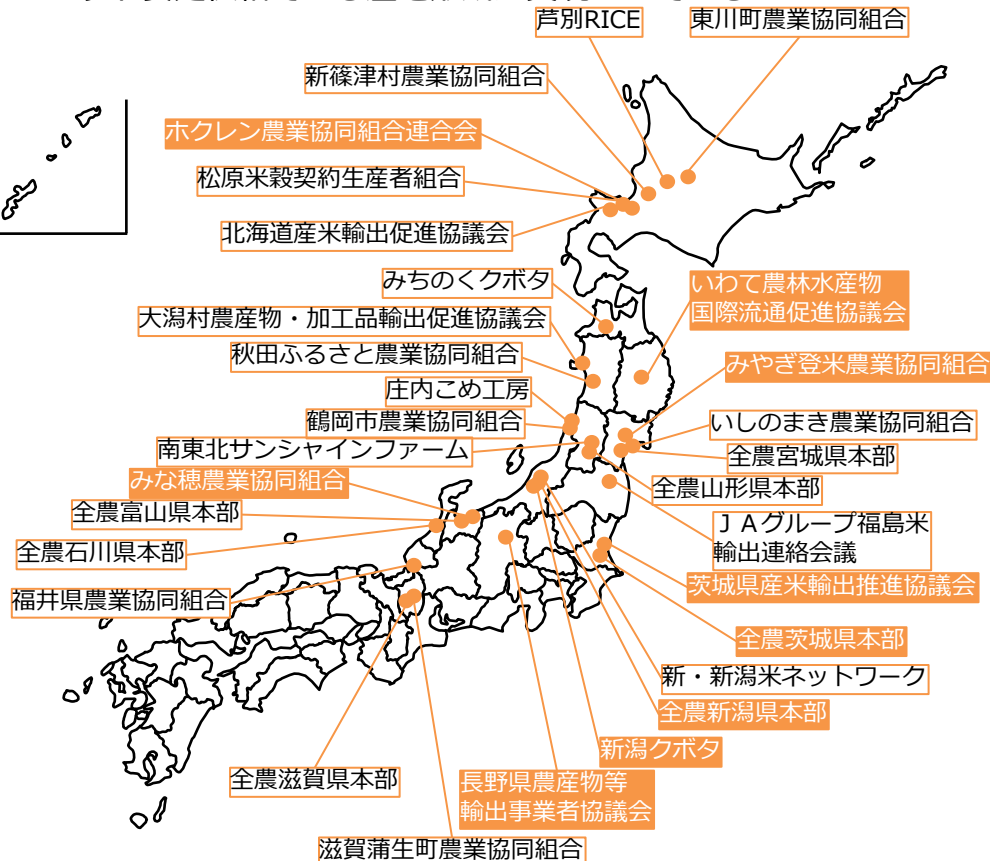 芦別RICE
東川町農業協同組合
新篠津村農業協同組合
ホクレン農業協同組合連合会
松原米穀契約生産者組合
北海道産米輸出促進協議会
みちのくクボタ
いわて農林水産物
国際流通促進協議会
大潟村農産物・加工品輸出促進協議会
秋田ふるさと農業協同組合
みやぎ登米農業協同組合
庄内こめ工房
鶴岡市農業協同組合
いしのまき農業協同組合
南東北サンシャインファーム
全農宮城県本部
みな穂農業協同組合
全農山形県本部
全農富山県本部
ＪＡグループ福島米
輸出連絡会議
全農石川県本部
茨城県産米輸出推進協議会
福井県農業協同組合
全農茨城県本部
新・新潟米ネットワーク
全農新潟県本部
新潟クボタ
全農滋賀県本部
長野県農産物等
輸出事業者協議会
滋賀蒲生町農業協同組合